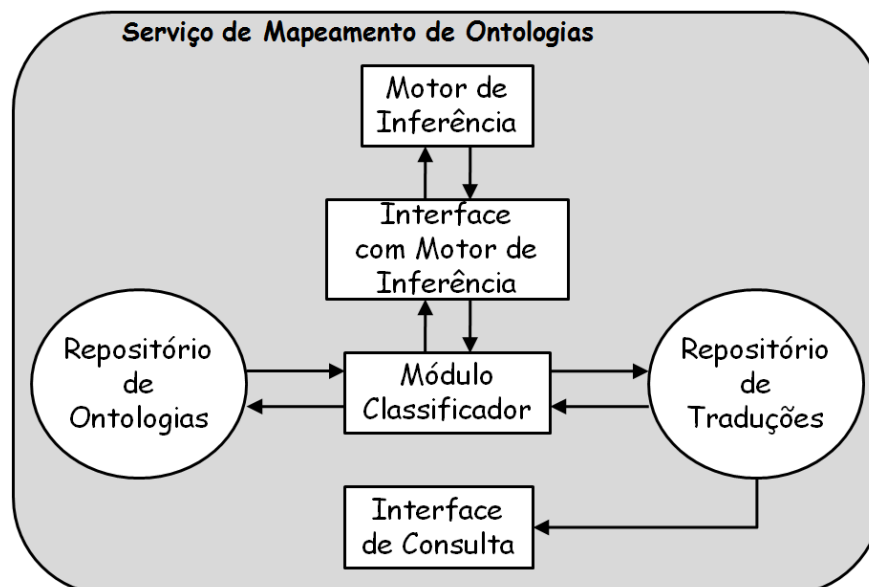 Serviço de Mapeamento de Ontologias
Motor de
Inferência
Interface
com Motor de
Inferência
Repositório
de
Ontologias
Módulo
Classificador
Repositório
de
Traduções
Interface
de Consulta